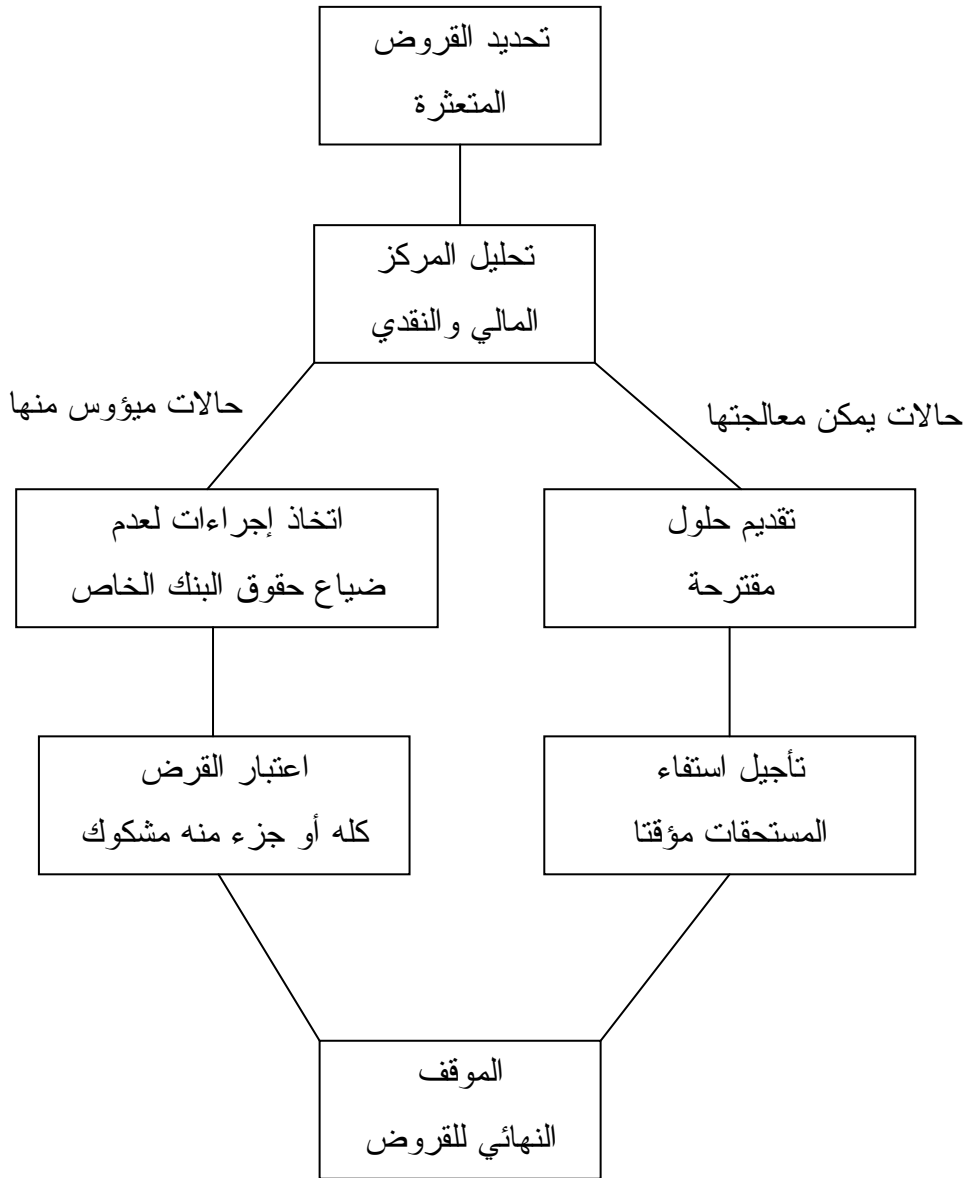 تحديد القروض
المتعثرة
تحليل المركز
المالي والنقدي
حالات يمكن معالجتها
حالات ميؤوس منها
تقديم حلول
مقترحة
اتخاذ إجراءات لعدم
ضياع حقوق البنك الخاص
تأجيل استفاء
المستحقات مؤقتا
اعتبار القرض
كله أو جزء منه مشكوك
الموقف
النهائي للقروض